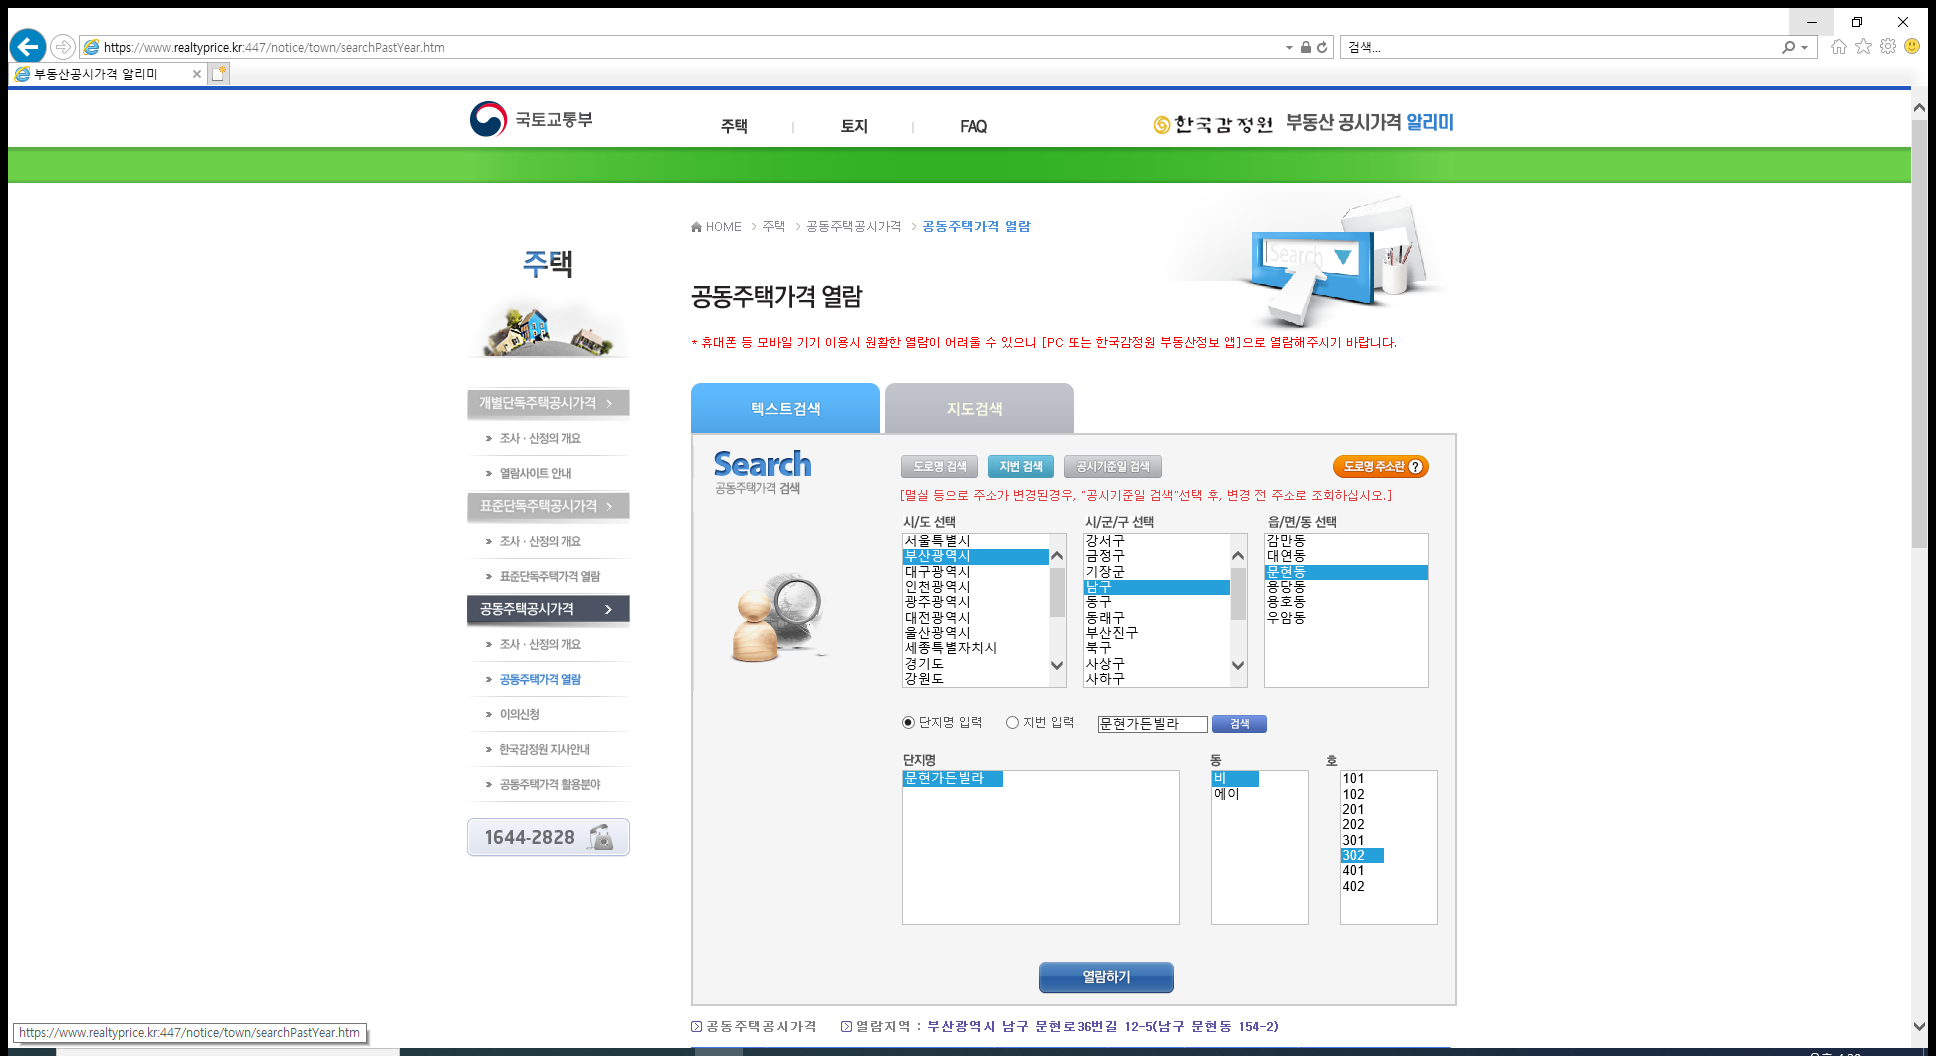 https://www.realtyprice.kr:447/notice/town/searchPastYear.htm
검색...
부동산공시가격 알리미
국토교통부
주택
토지
FAQ
한국감정원 부동산 공시가격 알리미
HOME > 주택 > 공동주택공시가격 > 공동주택가격 열람
주택
Search
공동주택가격 열람
* 휴대폰 등 모바일 기기 이용시 원활한 열람이 어려울 수 있으니 [PC 또는 한국감정원 부동산정보 앱]으로 열람해주시기 바랍니다.
개별단독주택공시가격 >
» 조사 · 산정의 개요
» 열람사이트 안내
표준단독주택공시가격 >
» 조사 · 산정의 개요
» 표준단독주택가격 열람
공동주택공시가격 >
» 조사 · 산정의 개요
» 공동주택가격 열람
» 이의신청
» 한국감정원 지사안내
» 공동주택가격 활용분야
1644-2828
텍스트검색
지도검색
Search
공동주택가격 검색
도로명 검색
지번 검색
공시기준일 검색
도로명 주소란 ?
[멸실 등으로 주소가 변경된경우, "공시기준일 검색"선택 후, 변경 전 주소로 조회하십시오.]
시/도 선택
서울특별시
부산광역시
대구광역시
인천광역시
광주광역시
대전광역시
울산광역시
세종특별자치시
경기도
강원도
시/군/구 선택
강서구
금정구
기장군
남구
동구
동래구
부산진구
북구
사상구
사하구
읍/면/동 선택
감만동
대연동
문현동
용당동
용호동
우암동
단지명 입력
지번 입력
문현가든빌라
검색
단지명
문현가든빌라
동
비
에이
호
101
102
201
202
301
302
401
402
열람하기
공동주택공시가격
열람지역 : 부산광역시 남구 문현로36번길 12-5(남구 문현동 154-2)
https://www.realtyprice.kr:447/notice/town/searchPastYear.htm